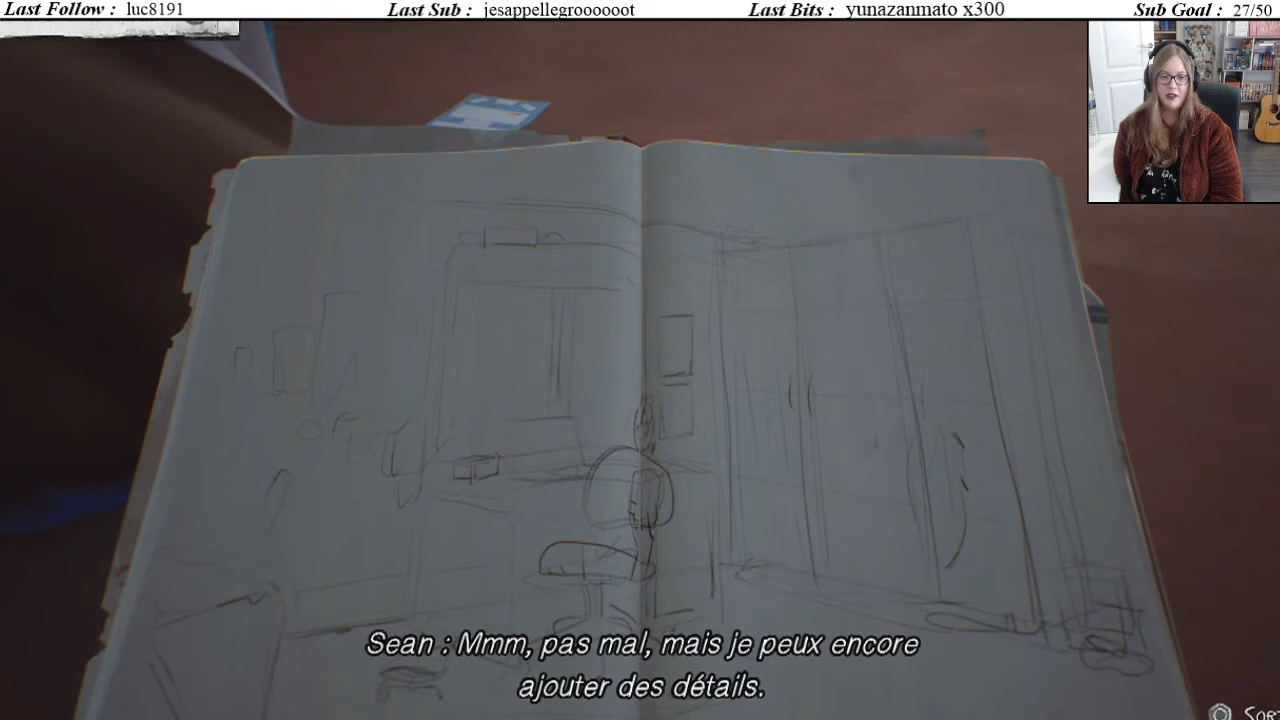 Last Follow : luc8191 Last Sub : jesappellegroooooot Last Bits : yunazanmato x300 Sub Goal : 27/50
Sean : Mmm, pas mal, mais je peux encore
ajouter des détails.